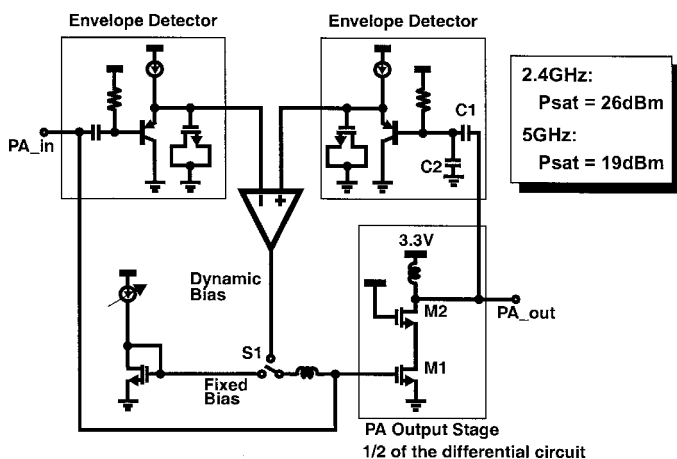 Envelope Detector
Envelope Detector
2.4GHz:
Psat = 26dBm
5GHz:
Psat = 19dBm
C1
PA_in
C2
3.3V
Dynamic
Bias
M2
PA_out
S1
M1
Fixed
Bias
PA Output Stage
1/2 of the differential circuit